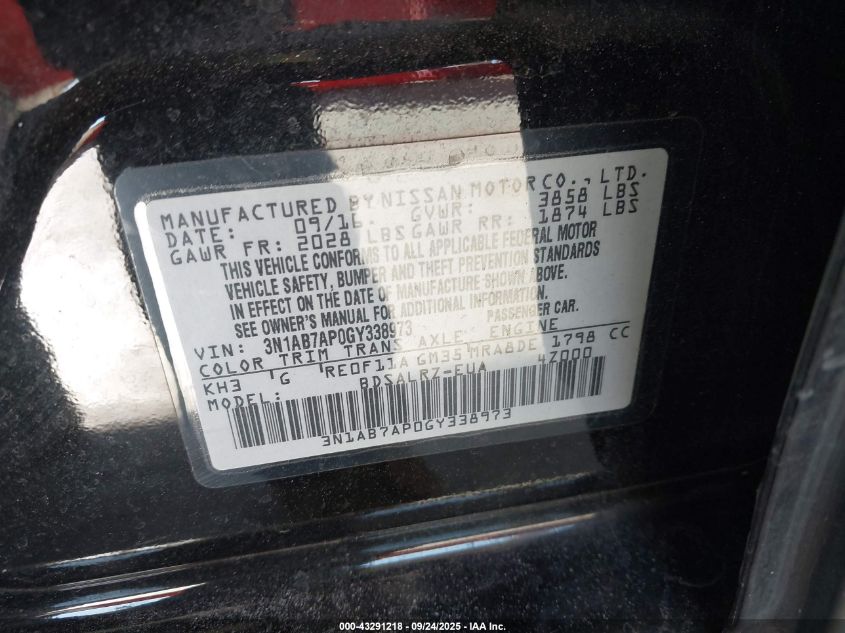 MANUFACTURED BY NISSAN MOTOR CO., LTD.
DATE: 09/16 GVWR: 3858 LBS
GAWR FR: 2028 LBS GAWR RR: 1874 LBS
THIS VEHICLE CONFORMS TO ALL APPLICABLE FEDERAL MOTOR
VEHICLE SAFETY, BUMPER AND THEFT PREVENTION STANDARDS
IN EFFECT ON THE DATE OF MANUFACTURE SHOWN ABOVE.
SEE OWNER'S MANUAL FOR ADDITIONAL INFORMATION.
VIN: 3N1AB7AP0GY338973 PASSENGER CAR.
COLOR TRIM TRANS AXLE ENGINE
KH3 G RE0F11A GM35 MRA8DE 1798 CC
MODEL: BDSALRZ-EUA 4Z000
3N1AB7AP0GY338973
000-43291218 - 09/24/2025 - IAA Inc.